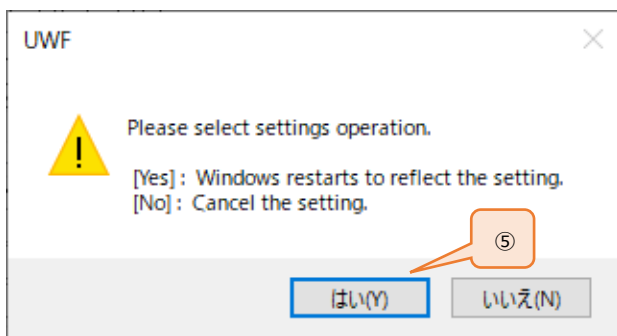 UWF
Please select settings operation.
[Yes] : Windows restarts to reflect the setting.
[No] : Cancel the setting.
⑤
はい(Y)
いいえ(N)